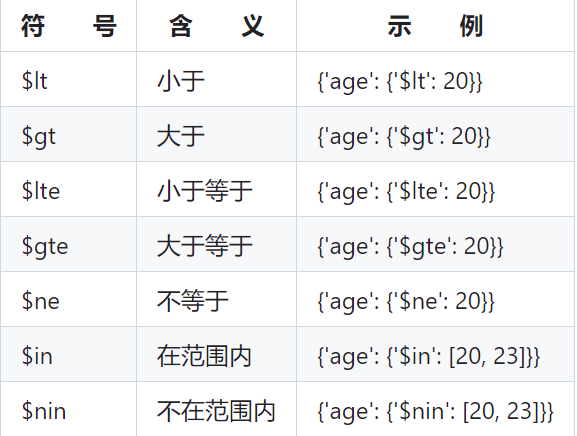 符 号 含 义 示 例
$lt 小于 {'age': {'$lt': 20}}
$gt 大于 {'age': {'$gt': 20}}
$lte 小于等于 {'age': {'$lte': 20}}
$gte 大于等于 {'age': {'$gte': 20}}
$ne 不等于 {'age': {'$ne': 20}}
$in 在范围内 {'age': {'$in': [20, 23]}}
$nin 不在范围内 {'age': {'$nin': [20, 23]}}